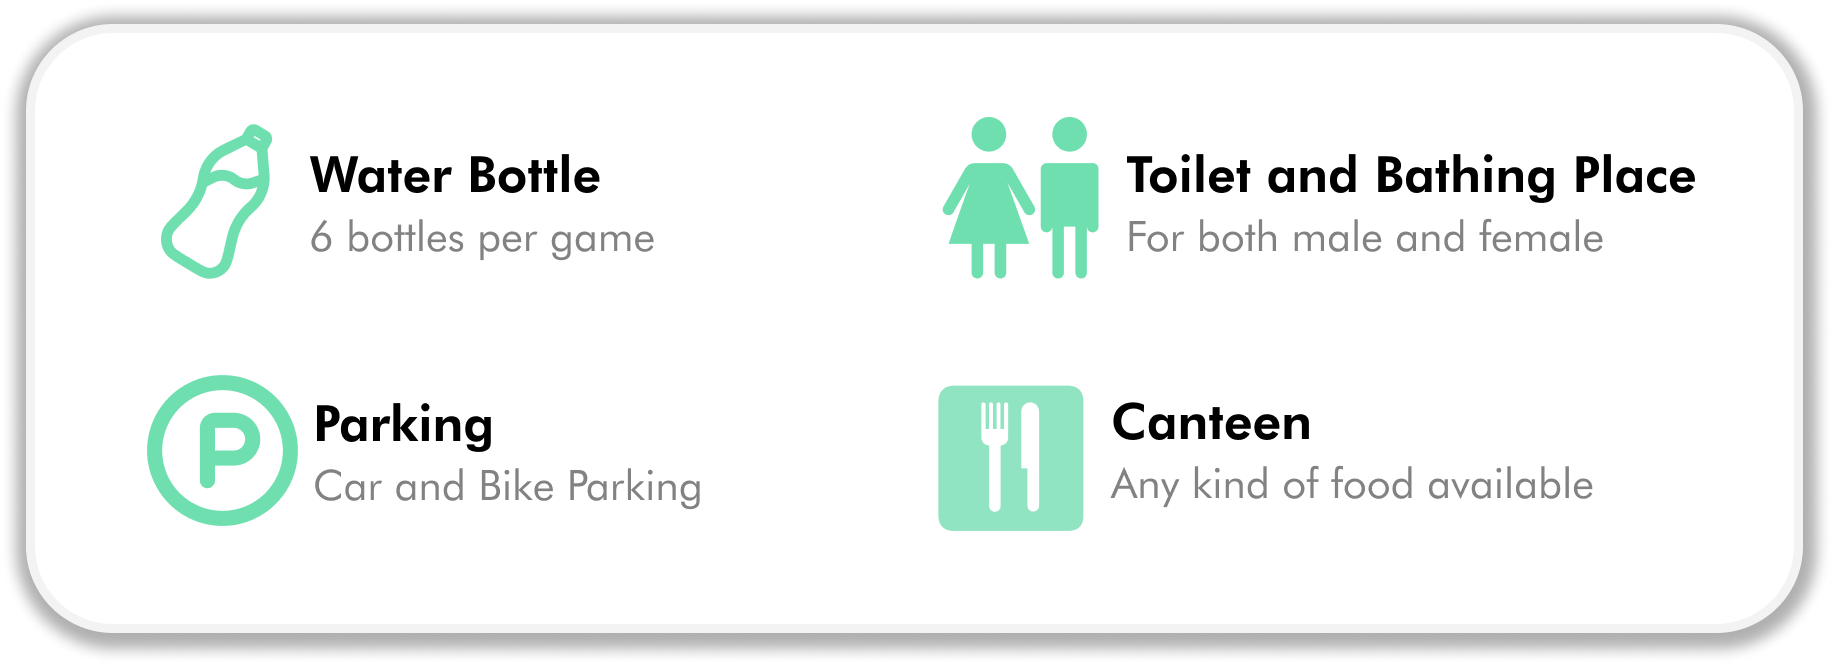 Water Bottle
6 bottles per game
Toilet and Bathing Place
For both male and female
P
Parking
Car and Bike Parking
Canteen
Any kind of food available